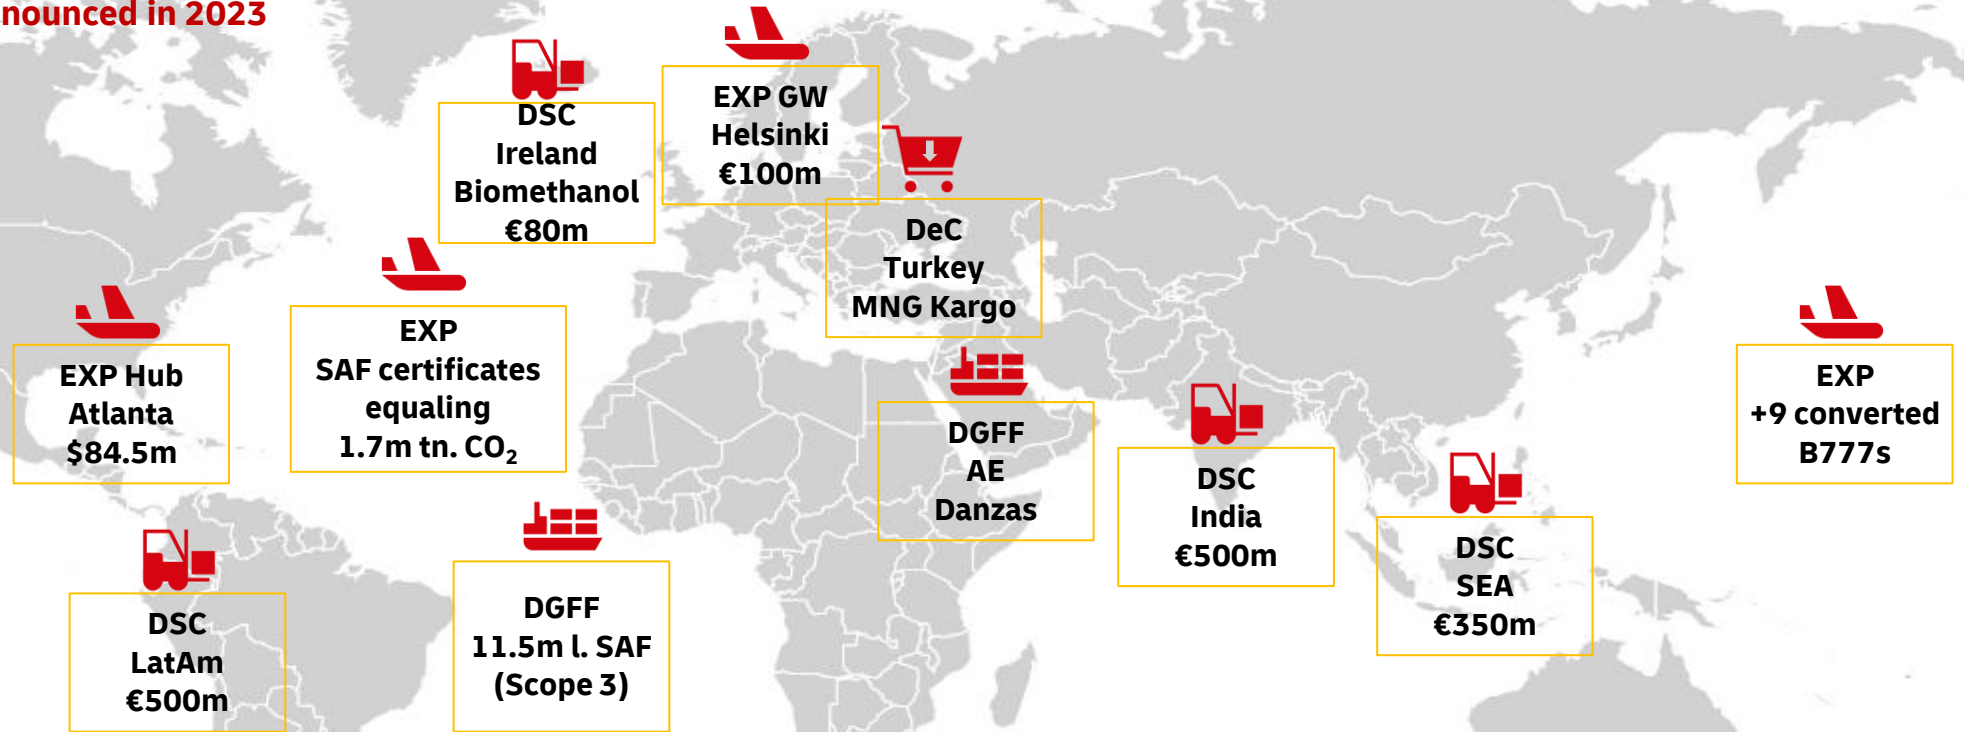 nounced in 2023
DSC
Ireland
Biomethanol
€80m
EXP GW
Helsinki
€100m
DeC
Turkey
MNG Kargo
EXP Hub
Atlanta
$84.5m
EXP
SAF certificates
equaling
1.7m tn. CO₂
DGFF
AE
Danzas
DSC
India
€500m
DSC
SEA
€350m
EXP
+9 converted
B777s
DSC
LatAm
€500m
DGFF
11.5m l. SAF
(Scope 3)